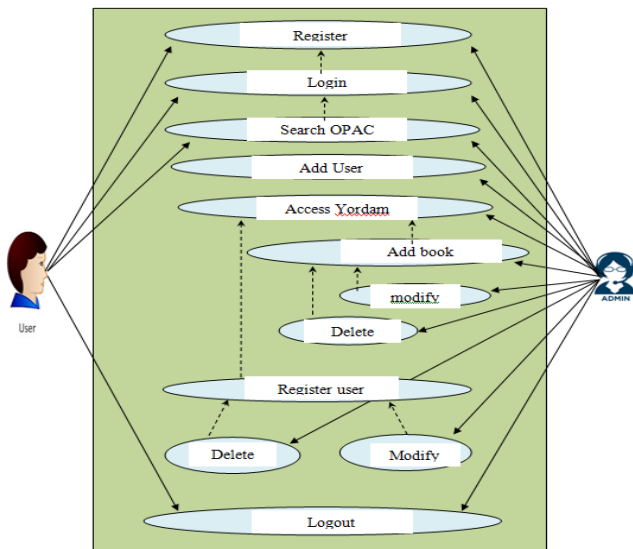 Register
Login
Search OPAC
Add User
Access Yordam
Add book
modify
Delete
Register user
Delete
Modify
Logout
User
ADMIN